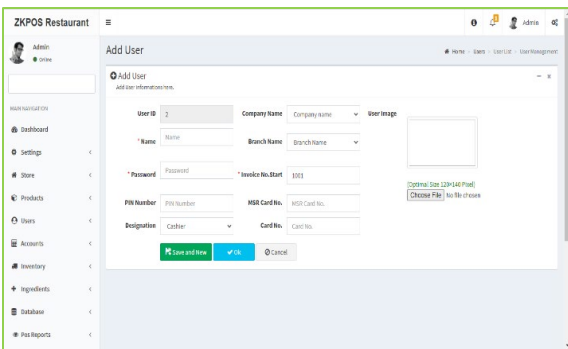 ZKPOS Restaurant
Admin
Admin
Online
Add User
Home > Users > User List > User Management
Add User
Add User Informations here.
MAIN NAVIGATION
Dashboard
Settings
Store
Products
Users
Accounts
Inventory
Ingredients
Database
Pos Reports
User ID 2 Company Name Company name User Image
* Name Name Branch Name Branch Name
* Password Password * Invoice No.Start 1001
[Optimal Size 120×140 Pixel]
Choose File No file chosen
PIN Number PIN Number MSR Card No. MSR Card No.
Designation Cashier Card No. Card No.
Save and New Ok Cancel